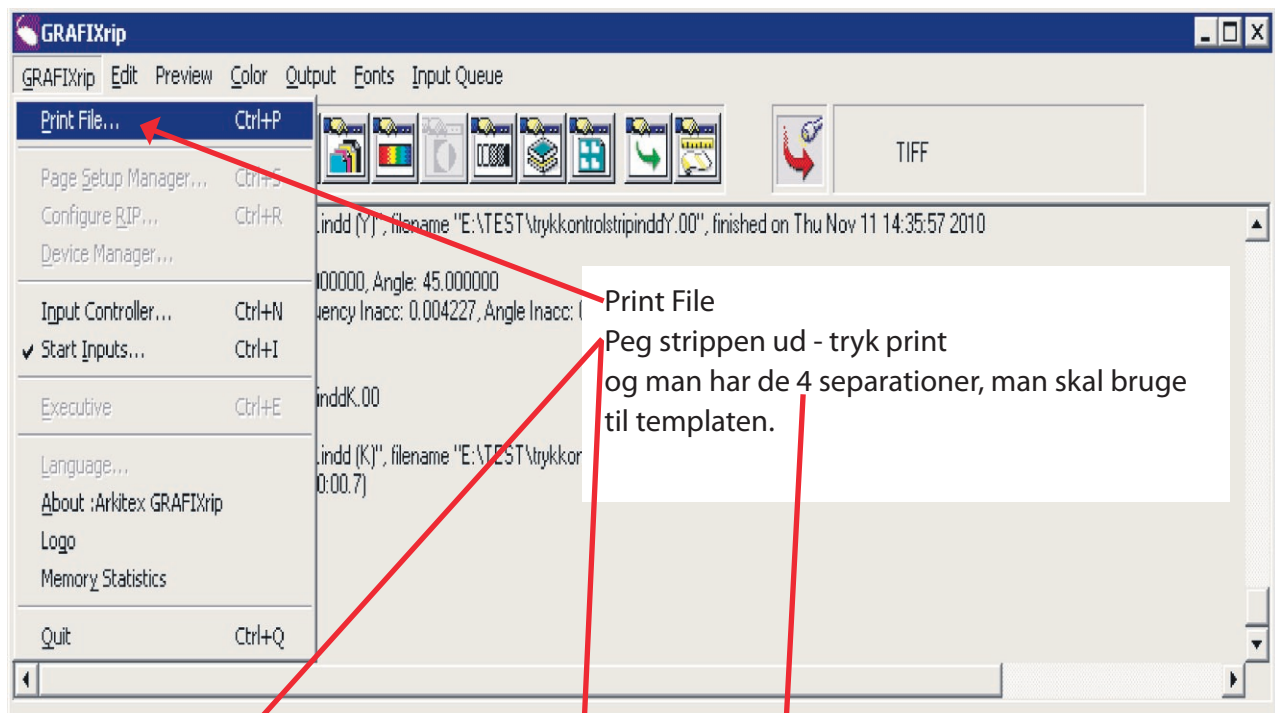 GRAFIXrip
GRAFIXrip Edit Preview Color Output Fonts Input Queue
Print File... Ctrl+P
Page Setup Manager... Ctrl+S
Configure RIP... Ctrl+R
Device Manager...
Input Controller... Ctrl+N
Start Inputs... Ctrl+I
Executive Ctrl+E
Language...
About :Arkitex GRAFIXrip
Logo
Memory Statistics
Quit Ctrl+Q
TIFF
.indd (Y)", filename "E:\TEST\trykkontrolstripinddY.00", finished on Thu Nov 11 14:35:57 2010
000000, Angle: 45.000000
uency Inacc: 0.004227, Angle Inacc:
inddK.00
.indd (K)", filename "E:\TEST\trykkon
0:00.7)
Print File
Peg strippen ud - tryk print
og man har de 4 separationer, man skal bruge
til templaten.